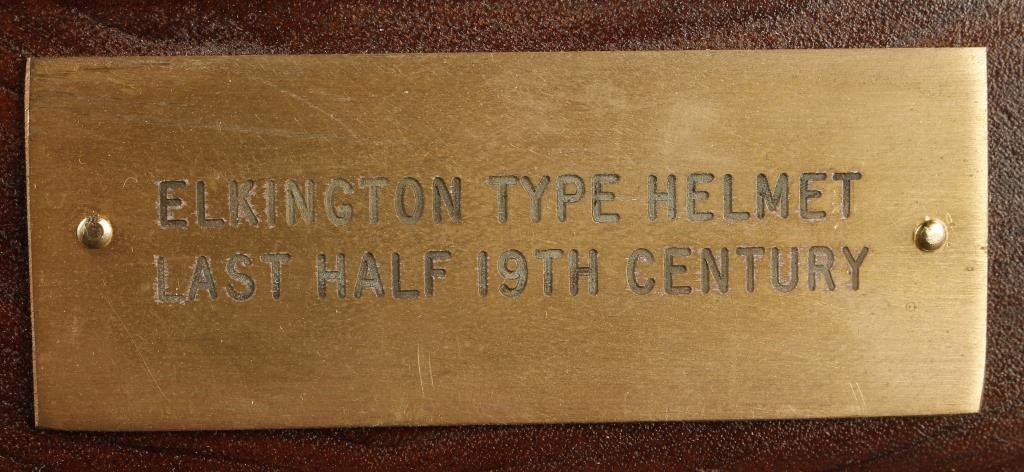 ELKINGTON TYPE HELMET
LAST HALF 19TH CENTURY